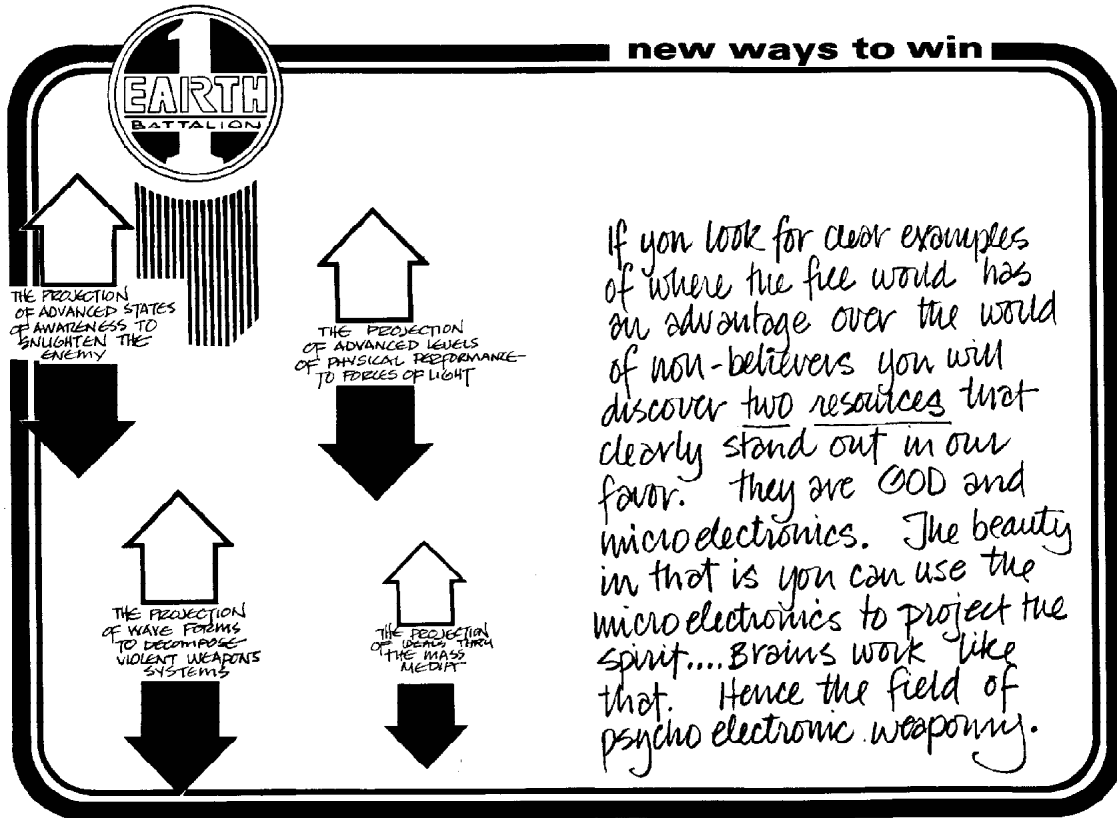 new ways to win
1
EARTH
BATTALION
THE PROJECTION
OF ADVANCED STATES
OF AWARENESS TO
ENLIGHTEN THE
ENEMY
THE PROJECTION
OF ADVANCED LEVELS
OF PHYSICAL PERFORMANCE
TO FORCES OF LIGHT
THE PROJECTION
OF WAVE FORMS
TO DECOMPOSE
VIOLENT WEAPONS
SYSTEMS
THE PROJECTION
OF IDEALS THRU
THE MASS
MEDIA
If you look for clear examples
of where the free world has
an advantage over the world
of non-believers you will
discover two resources that
clearly stand out in our
favor. They are GOD and
microelectronics. The beauty
in that is you can use the
microelectronics to project the
spirit.... Brains work like
that. Hence the field of
psycho electronic weaponry.